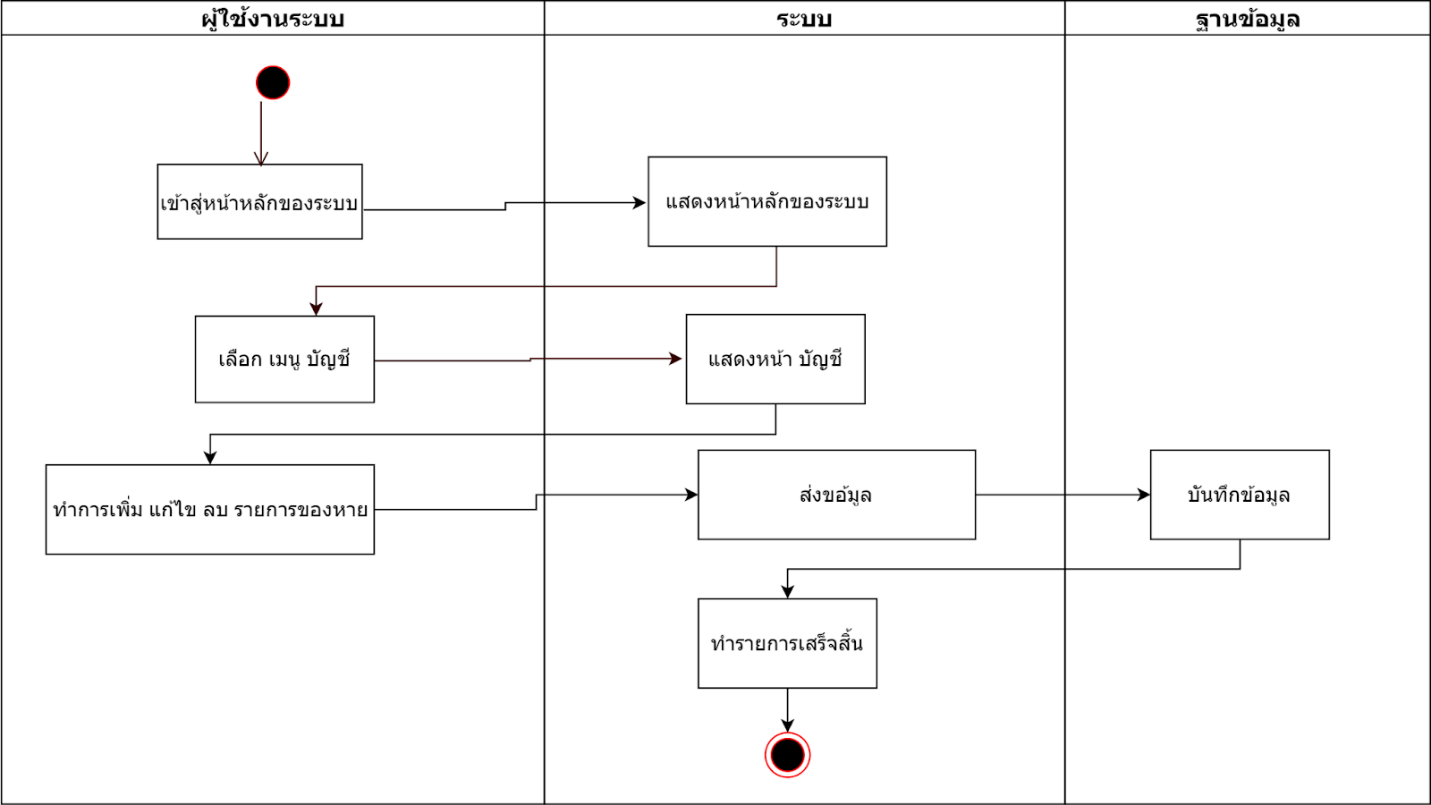 ผู้ใช้งานระบบ
ระบบ
ฐานข้อมูล
เข้าสู่หน้าหลักของระบบ
แสดงหน้าหลักของระบบ
เลือก เมนู บัญชี
แสดงหน้า บัญชี
ทำการเพิ่ม แก้ไข ลบ รายการของหาย
ส่งขอ้มูล
บันทึกข้อมูล
ทำรายการเสร็จสิ้น